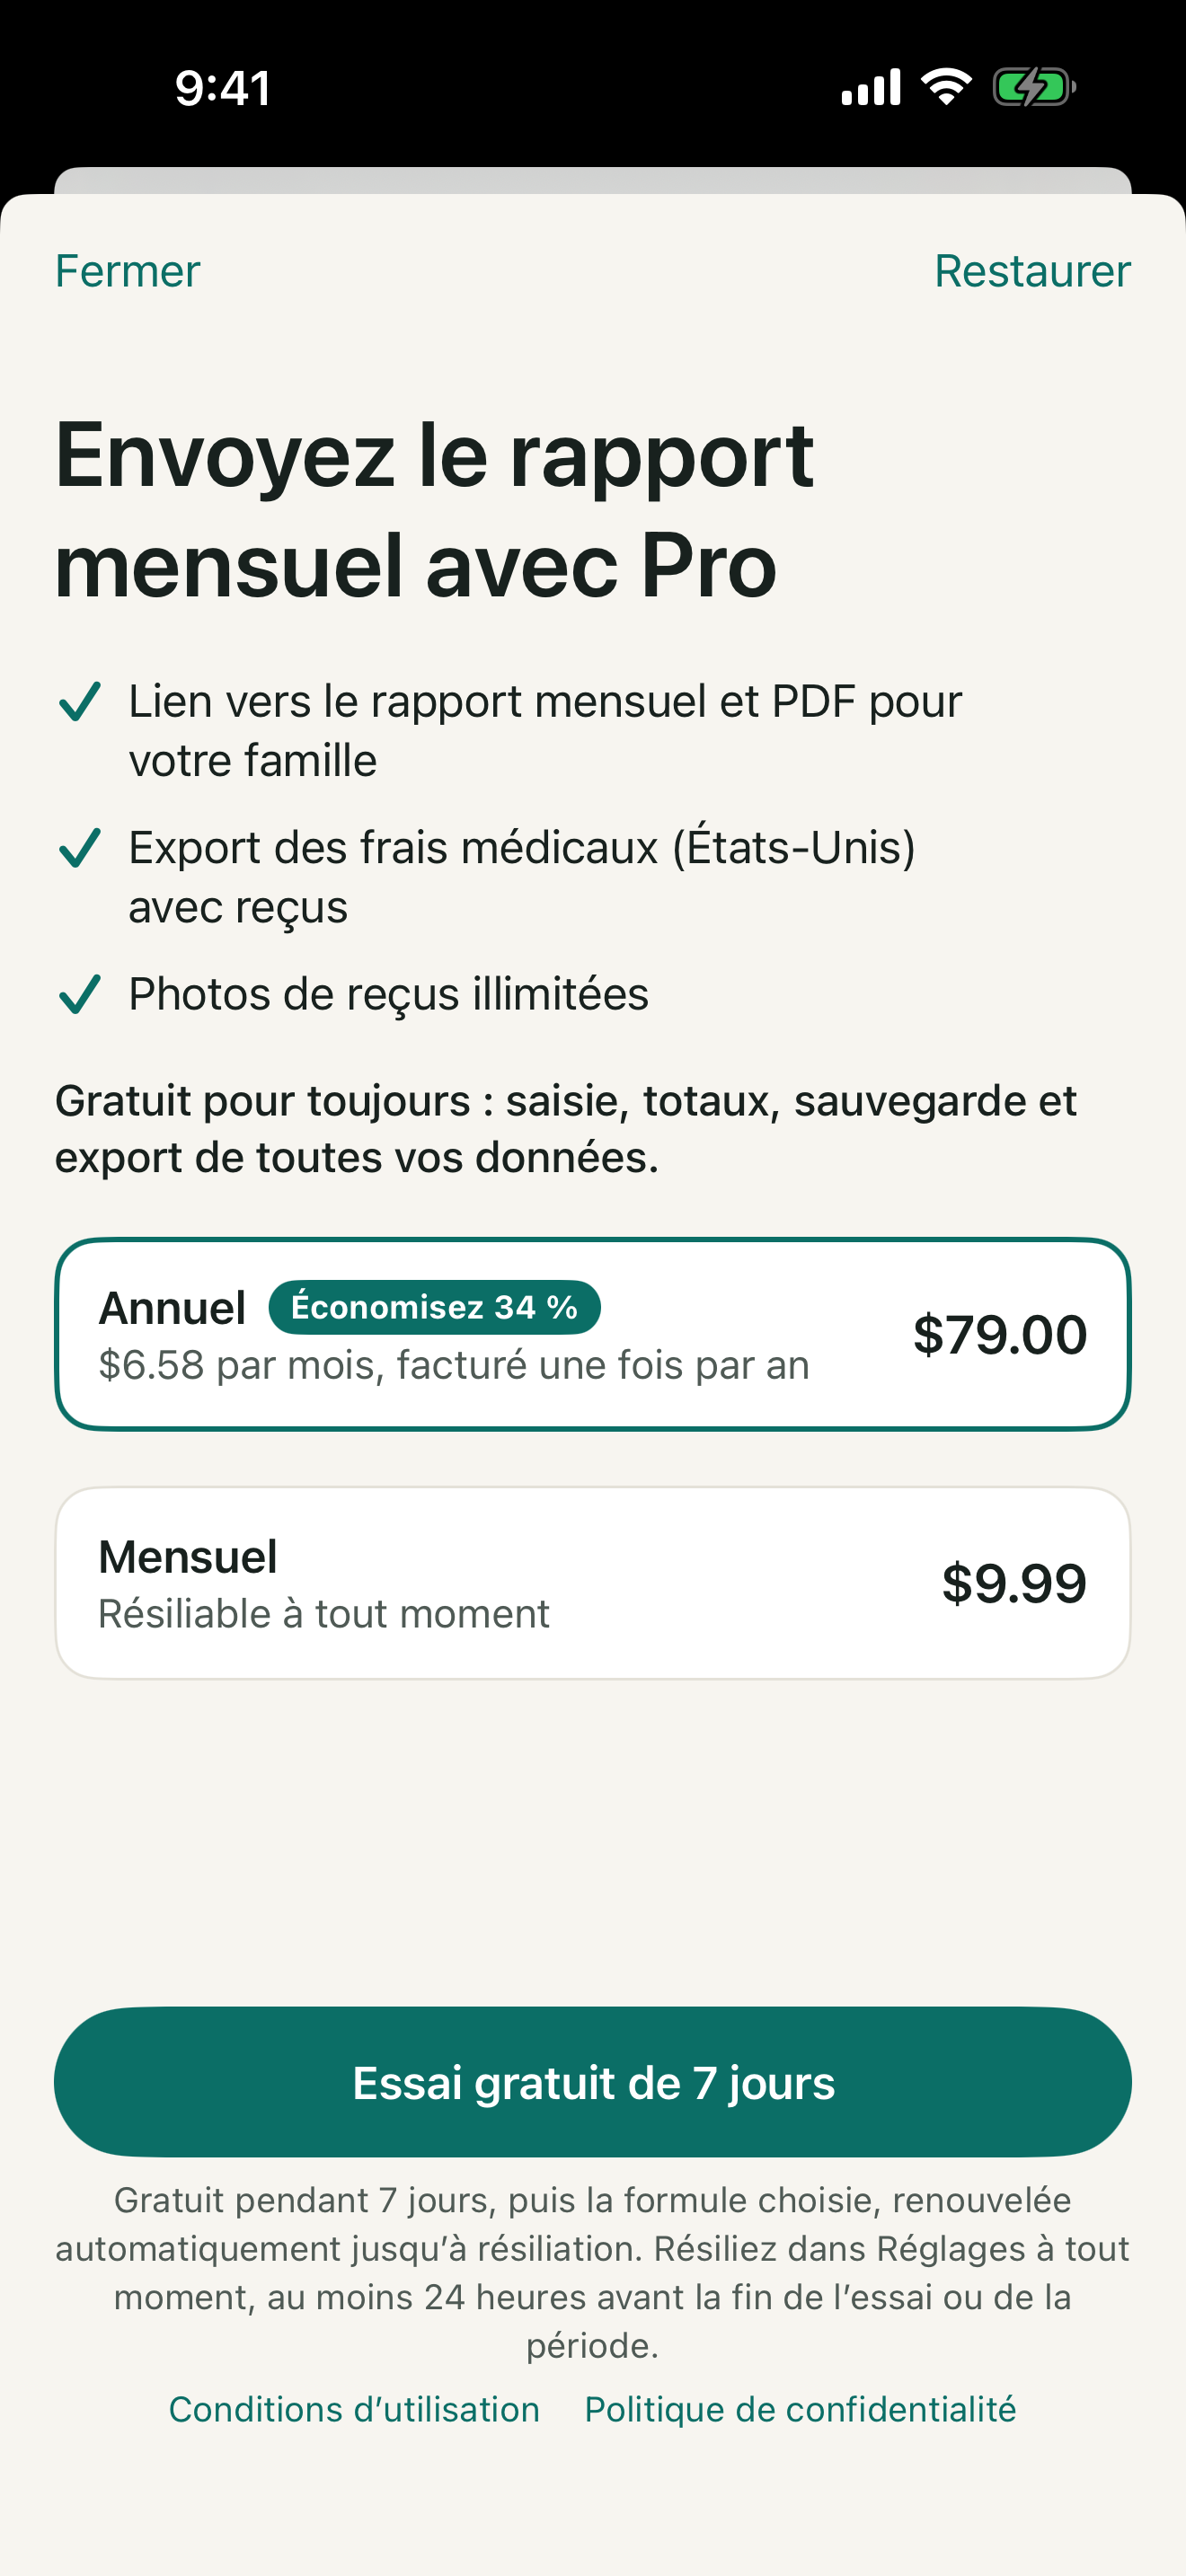 9:41
Fermer
Restaurer
Envoyez le rapport
mensuel avec Pro
Lien vers le rapport mensuel et PDF pour
votre famille
Export des frais médicaux (États-Unis)
avec reçus
Photos de reçus illimitées
Gratuit pour toujours : saisie, totaux, sauvegarde et
export de toutes vos données.
Annuel
Économisez 34 %
$6.58 par mois, facturé une fois par an
$79.00
Mensuel
Résiliable à tout moment
$9.99
Essai gratuit de 7 jours
Gratuit pendant 7 jours, puis la formule choisie, renouvelée
automatiquement jusqu’à résiliation. Résiliez dans Réglages à tout
moment, au moins 24 heures avant la fin de l’essai ou de la
période.
Conditions d’utilisation
Politique de confidentialité